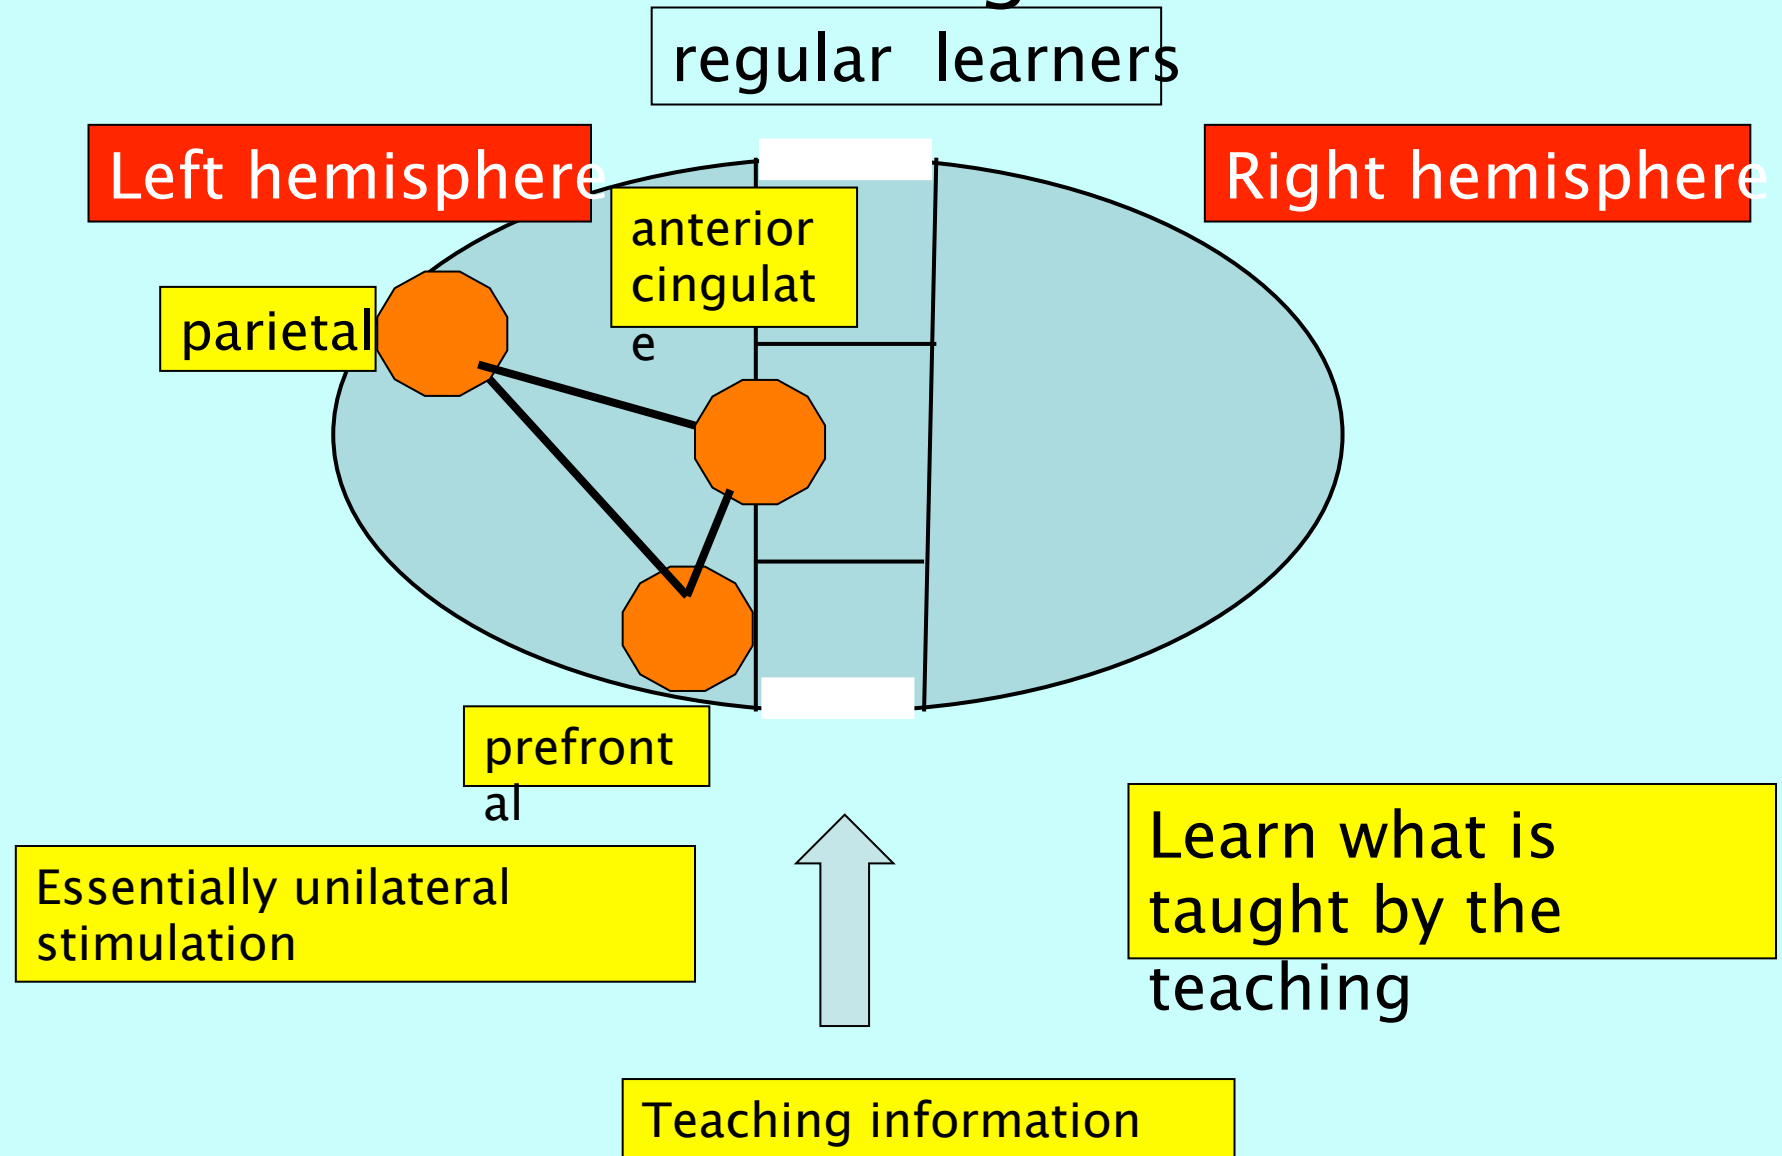 regular learners
Left hemisphere
Right hemisphere
anterior
cingulat
e
parietal
prefront
al
Essentially unilateral
stimulation
Learn what is
taught by the
teaching
Teaching information